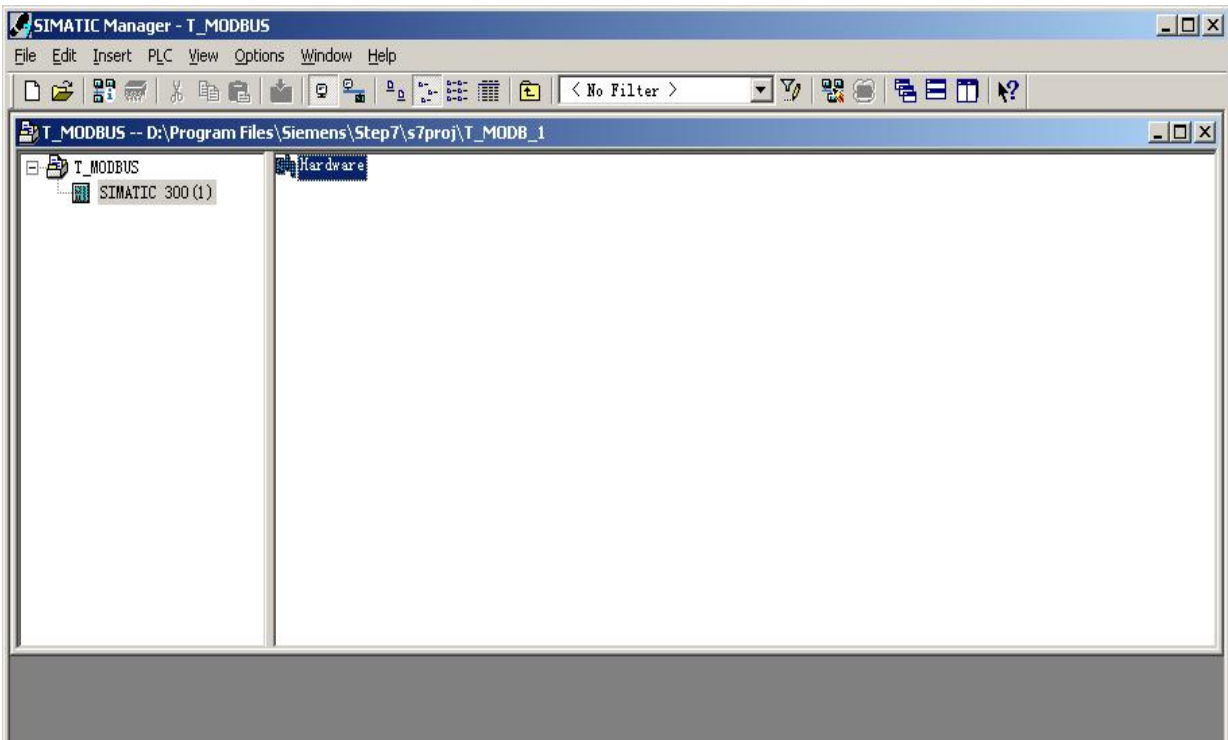 SIMATIC Manager - T_MODBUS
File Edit Insert PLC View Options Window Help
< No Filter >
T_MODBUS -- D:\Program Files\Siemens\Step7\s7proj\T_MODB_1
T_MODBUS
Hardware
SIMATIC 300(1)